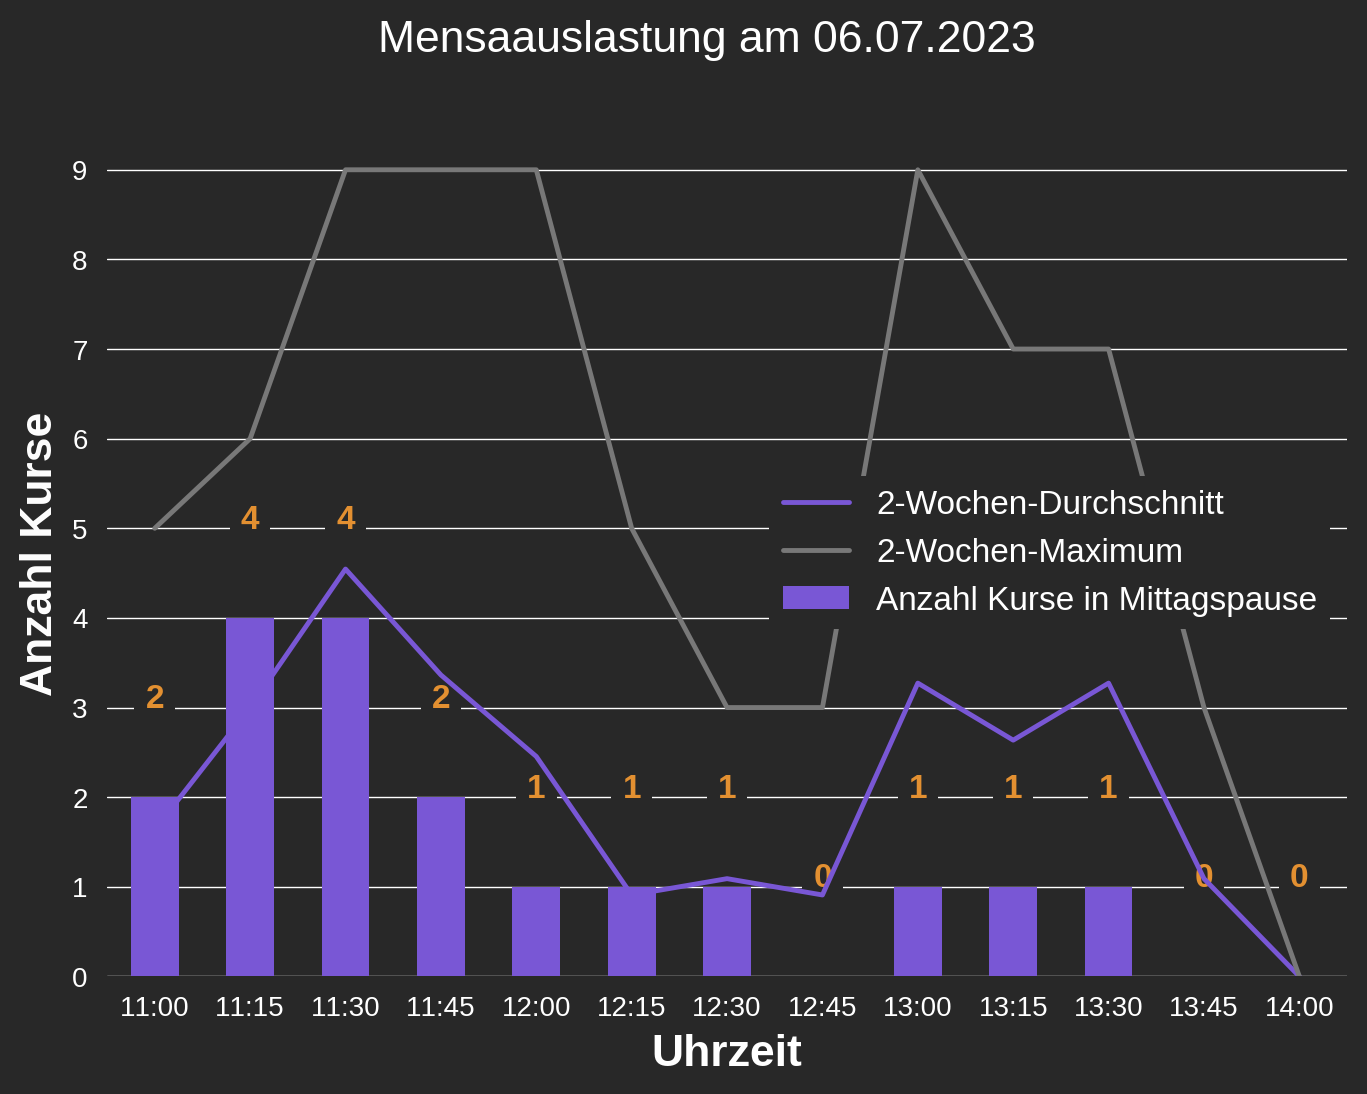 Mensaauslastung am 06.07.2023
Anzahl Kurse
9
8
7
6
5
4
3
2
1
0
4 4
2 2
1 1 1 1 1 1
0 0 0
2-Wochen-Durchschnitt
2-Wochen-Maximum
Anzahl Kurse in Mittagspause
11:00 11:15 11:30 11:45 12:00 12:15 12:30 12:45 13:00 13:15 13:30 13:45 14:00
Uhrzeit